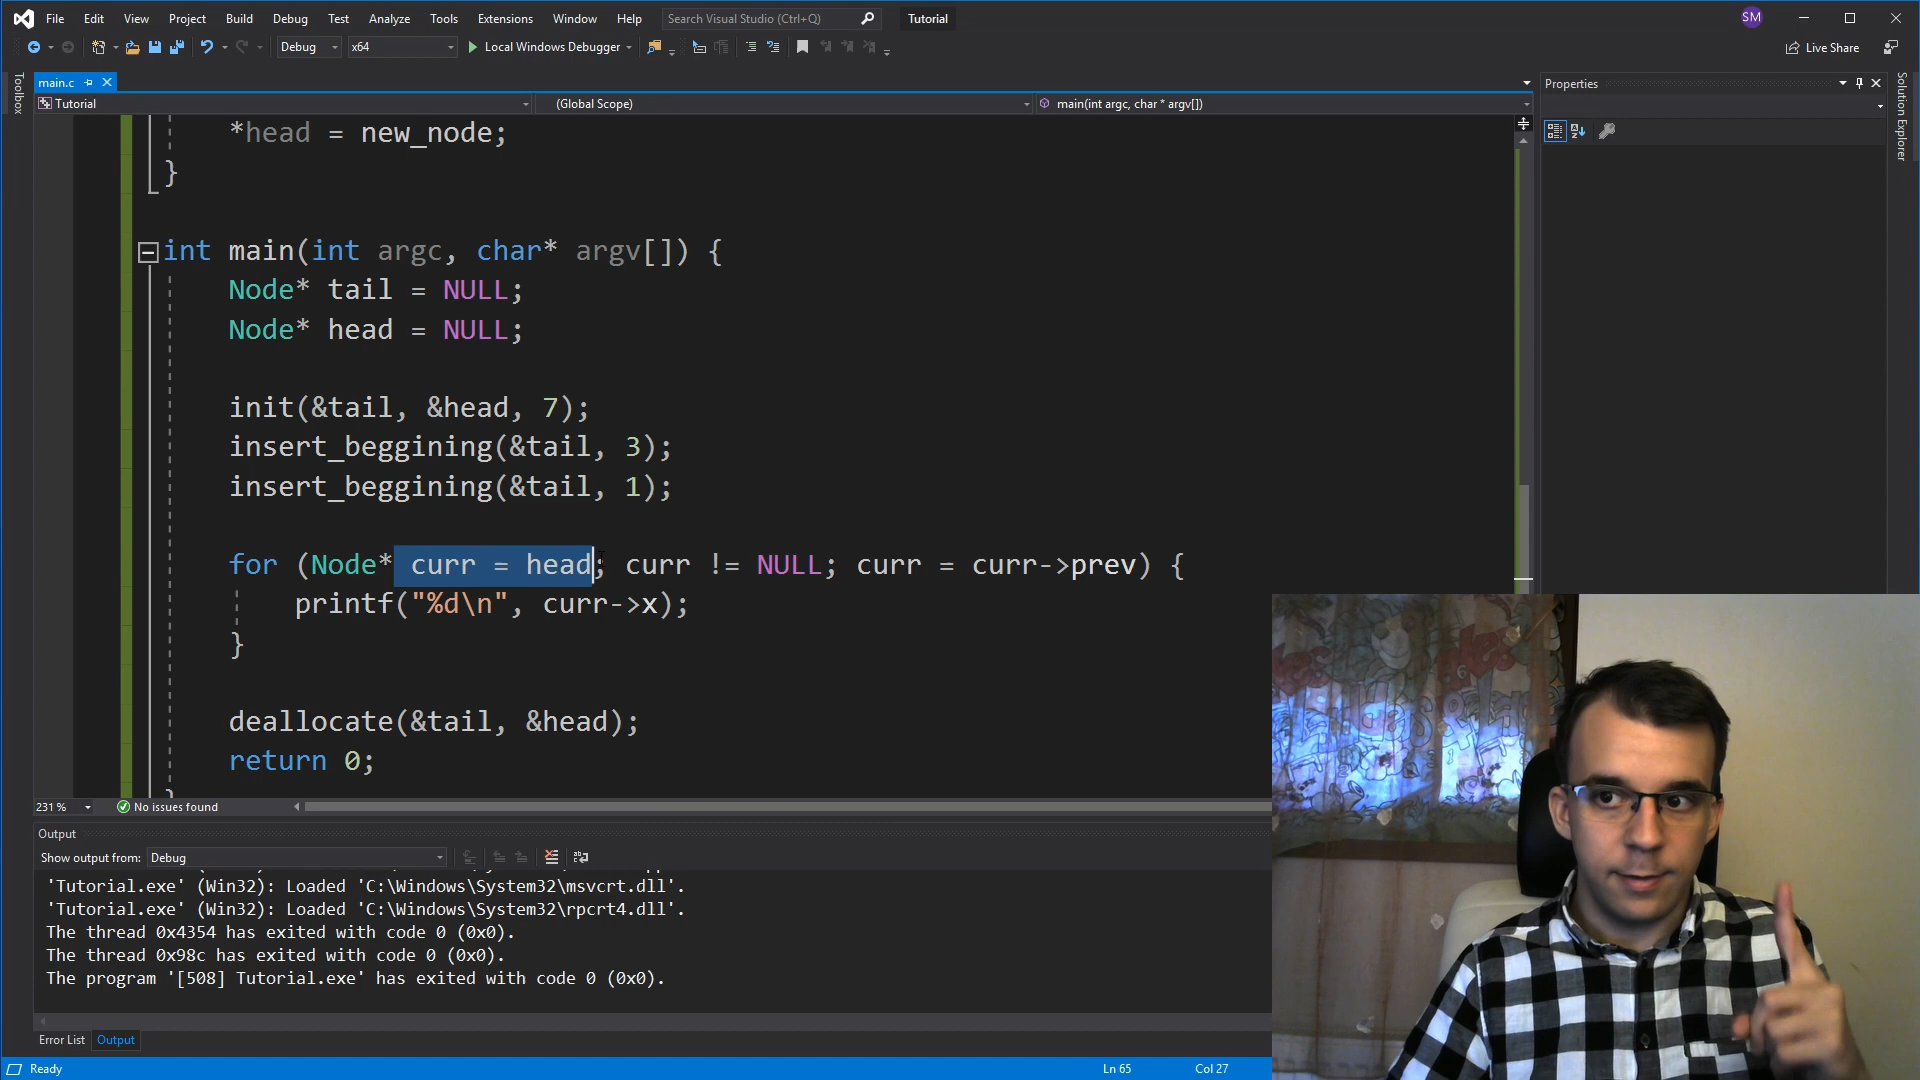 File Edit View Project Build Debug Test Analyze Tools Extensions Window Help Search Visual Studio (Ctrl+Q) Tutorial SM
Debug x64 Local Windows Debugger Live Share
Toolbox
main.c
Tutorial (Global Scope) main(int argc, char * argv[])
*head = new_node;
}
int main(int argc, char* argv[]) {
Node* tail = NULL;
Node* head = NULL;
init(&tail, &head, 7);
insert_beggining(&tail, 3);
insert_beggining(&tail, 1);
for (Node* curr = head; curr != NULL; curr = curr->prev) {
printf("%d\n", curr->x);
}
deallocate(&tail, &head);
return 0;
}
231 % No issues found
Output
Show output from: Debug
'Tutorial.exe' (Win32): Loaded 'C:\Windows\System32\msvcrt.dll'.
'Tutorial.exe' (Win32): Loaded 'C:\Windows\System32\rpcrt4.dll'.
The thread 0x4354 has exited with code 0 (0x0).
The thread 0x98c has exited with code 0 (0x0).
The program '[508] Tutorial.exe' has exited with code 0 (0x0).
Error List Output
Ready Ln 65 Col 27
Properties
Solution Explorer